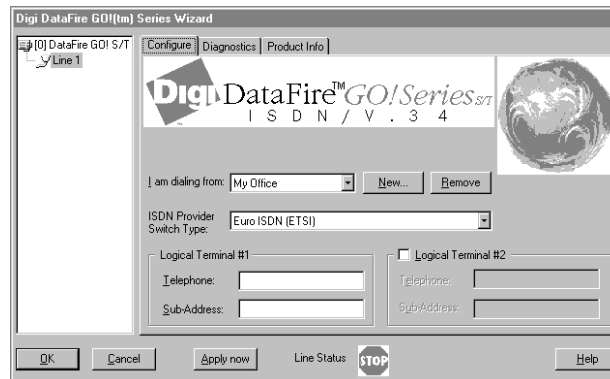 Digi DataFire GO!(tm) Series Wizard
[0] DataFire GO! S/T
Line 1
Configure Diagnostics Product Info
Digi DataFire™ GO! Series S/T
ISDN/V.34
I am dialing from: My Office New... Remove
ISDN Provider
Switch Type: Euro ISDN (ETSI)
Logical Terminal #1
Telephone:
Sub-Address:
Logical Terminal #2
Telephone:
Sub-Address:
OK Cancel Apply now Line Status STOP Help